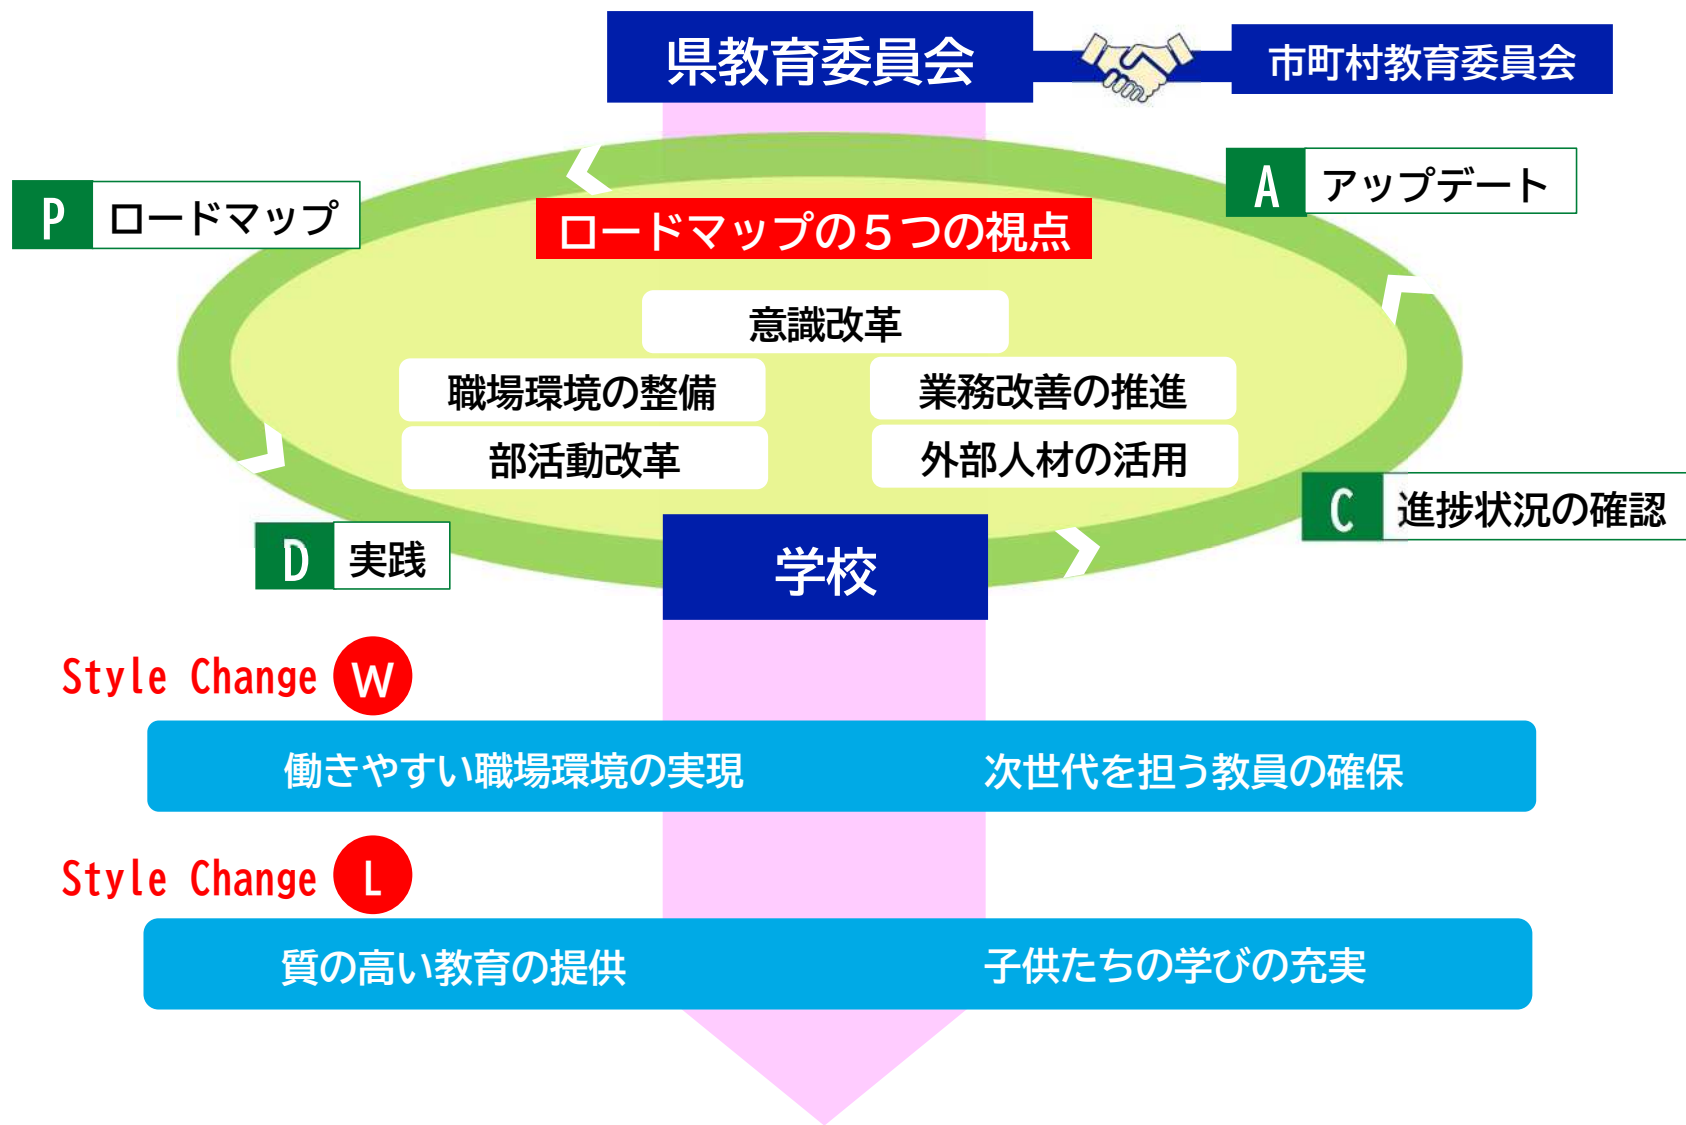 県教育委員会
市町村教育委員会
P ロードマップ
A アップデート
ロードマップの５つの視点
意識改革
職場環境の整備
業務改善の推進
部活動改革
外部人材の活用
C 進捗状況の確認
D 実践
学校
Style Change W
働きやすい職場環境の実現
次世代を担う教員の確保
Style Change L
質の高い教育の提供
子供たちの学びの充実